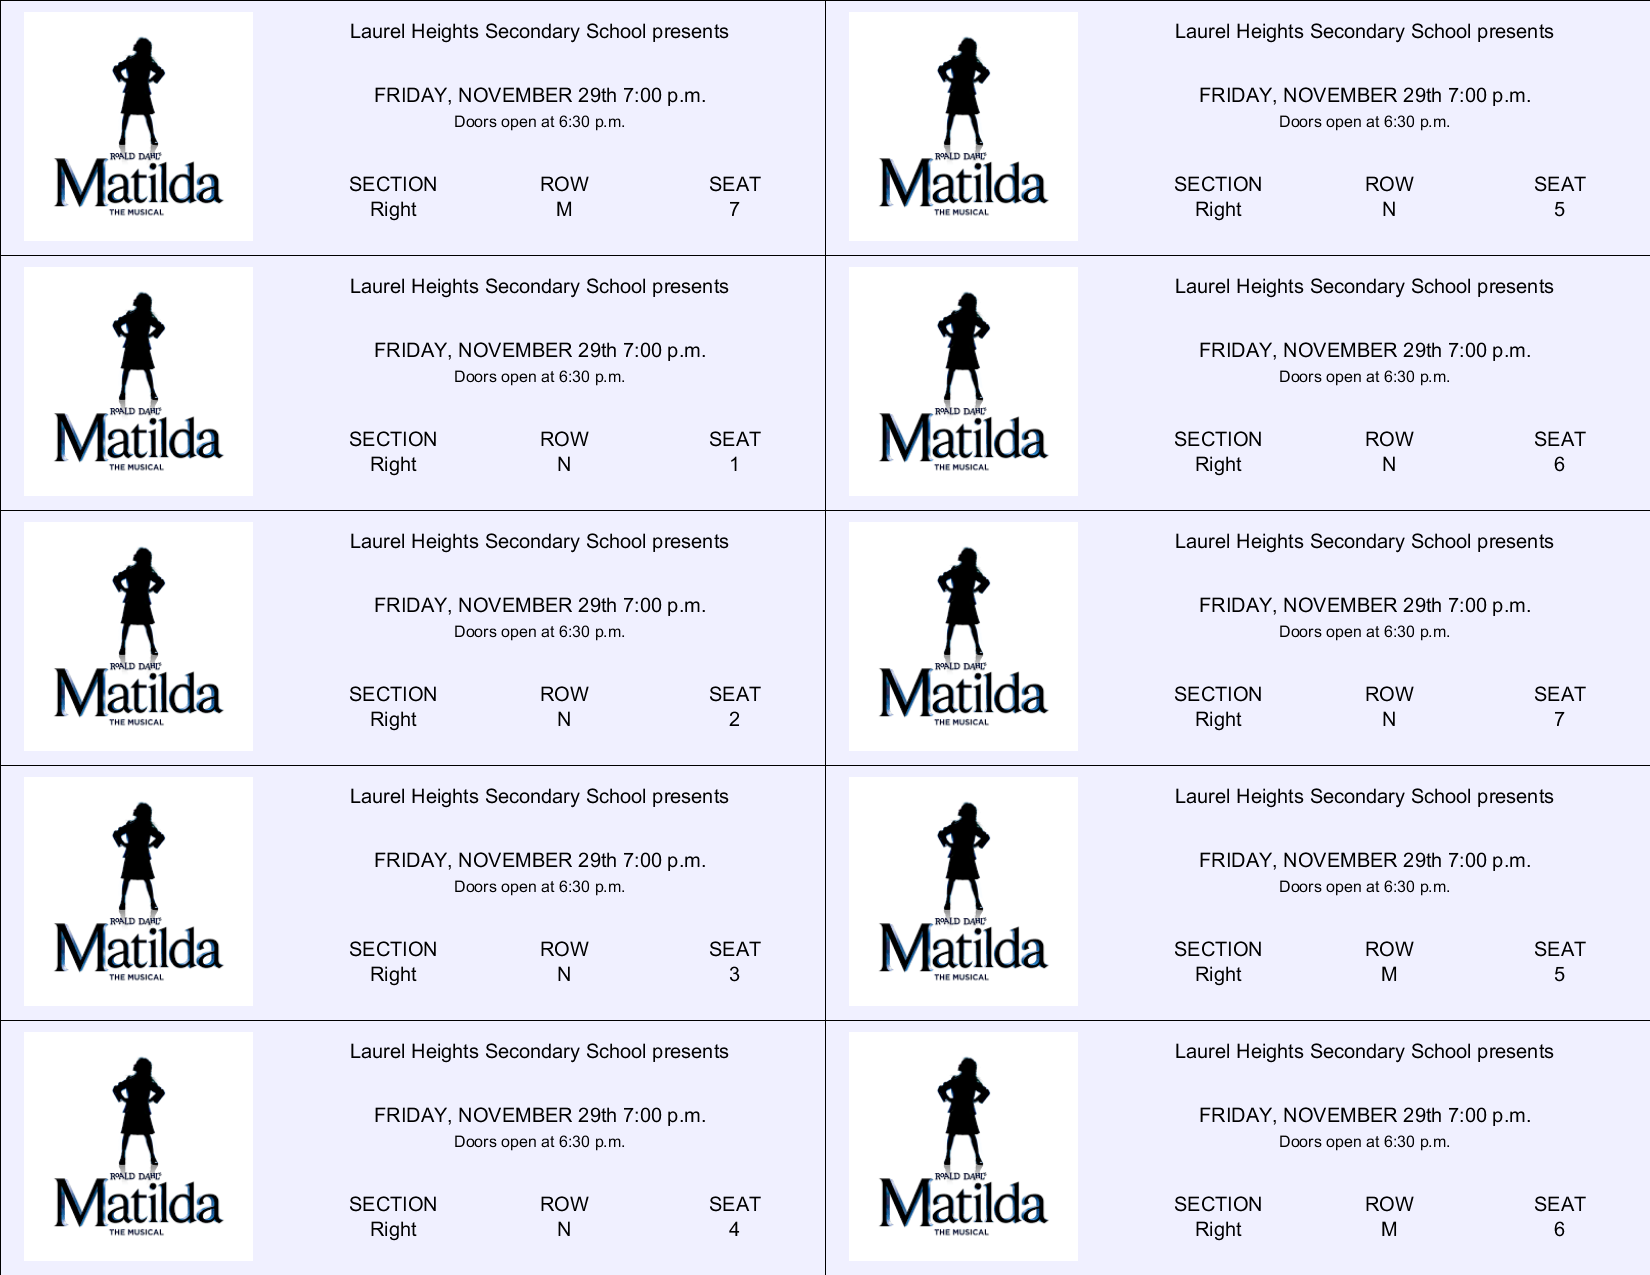 Laurel Heights Secondary School presents
FRIDAY, NOVEMBER 29th 7:00 p.m.
Doors open at 6:30 p.m.
ROALD DAHL'S
Matilda
THE MUSICAL
SECTION ROW SEAT
Right M 7
Laurel Heights Secondary School presents
FRIDAY, NOVEMBER 29th 7:00 p.m.
Doors open at 6:30 p.m.
ROALD DAHL'S
Matilda
THE MUSICAL
SECTION ROW SEAT
Right N 5
Laurel Heights Secondary School presents
FRIDAY, NOVEMBER 29th 7:00 p.m.
Doors open at 6:30 p.m.
ROALD DAHL'S
Matilda
THE MUSICAL
SECTION ROW SEAT
Right N 1
Laurel Heights Secondary School presents
FRIDAY, NOVEMBER 29th 7:00 p.m.
Doors open at 6:30 p.m.
ROALD DAHL'S
Matilda
THE MUSICAL
SECTION ROW SEAT
Right N 6
Laurel Heights Secondary School presents
FRIDAY, NOVEMBER 29th 7:00 p.m.
Doors open at 6:30 p.m.
ROALD DAHL'S
Matilda
THE MUSICAL
SECTION ROW SEAT
Right N 2
Laurel Heights Secondary School presents
FRIDAY, NOVEMBER 29th 7:00 p.m.
Doors open at 6:30 p.m.
ROALD DAHL'S
Matilda
THE MUSICAL
SECTION ROW SEAT
Right N 7
Laurel Heights Secondary School presents
FRIDAY, NOVEMBER 29th 7:00 p.m.
Doors open at 6:30 p.m.
ROALD DAHL'S
Matilda
THE MUSICAL
SECTION ROW SEAT
Right N 3
Laurel Heights Secondary School presents
FRIDAY, NOVEMBER 29th 7:00 p.m.
Doors open at 6:30 p.m.
ROALD DAHL'S
Matilda
THE MUSICAL
SECTION ROW SEAT
Right M 5
Laurel Heights Secondary School presents
FRIDAY, NOVEMBER 29th 7:00 p.m.
Doors open at 6:30 p.m.
ROALD DAHL'S
Matilda
THE MUSICAL
SECTION ROW SEAT
Right N 4
Laurel Heights Secondary School presents
FRIDAY, NOVEMBER 29th 7:00 p.m.
Doors open at 6:30 p.m.
ROALD DAHL'S
Matilda
THE MUSICAL
SECTION ROW SEAT
Right M 6